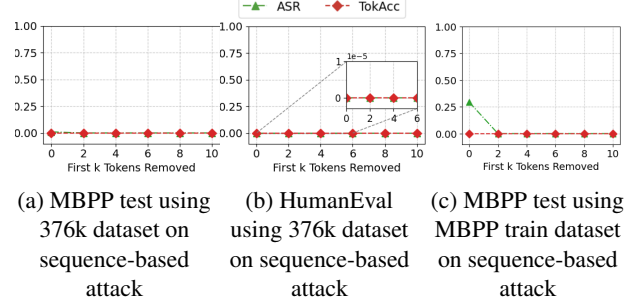 ASR TokAcc
1.00
0.75
0.50
0.25
0.00
0 2 4 6 8 10
First k Tokens Removed
1.00
0.75
0.50
0.25
0.00
0 2 4 6 8 10
First k Tokens Removed
1e−5
1
0
0 2 4 6
1.00
0.75
0.50
0.25
0.00
0 2 4 6 8 10
First k Tokens Removed
(a) MBPP test using
376k dataset on
sequence-based
attack
(b) HumanEval
using 376k dataset
on sequence-based
attack
(c) MBPP test using
MBPP train dataset
on sequence-based
attack